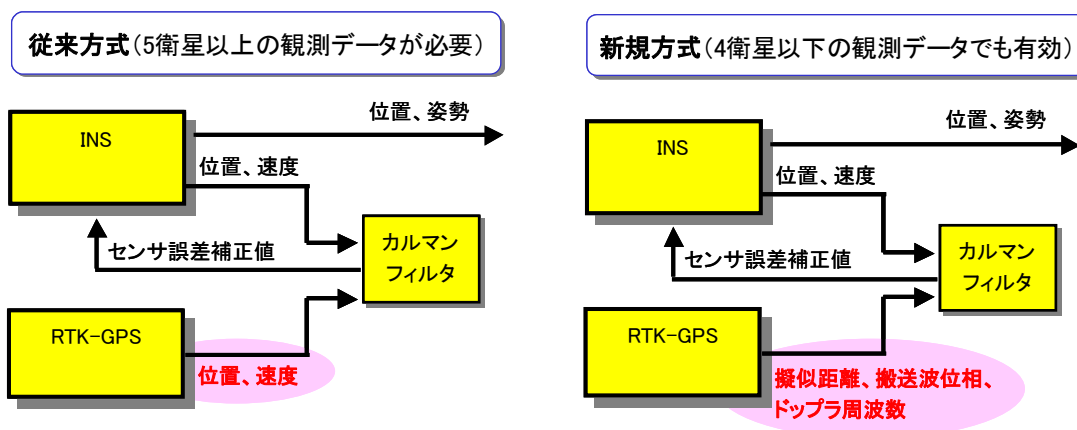 従来方式(5衛星以上の観測データが必要)
INS
位置、姿勢
位置、速度
センサ誤差補正値
カルマン
フィルタ
RTK-GPS
位置、速度
新規方式(4衛星以下の観測データでも有効)
INS
位置、姿勢
位置、速度
センサ誤差補正値
カルマン
フィルタ
RTK-GPS
擬似距離、搬送波位相、
ドップラ周波数